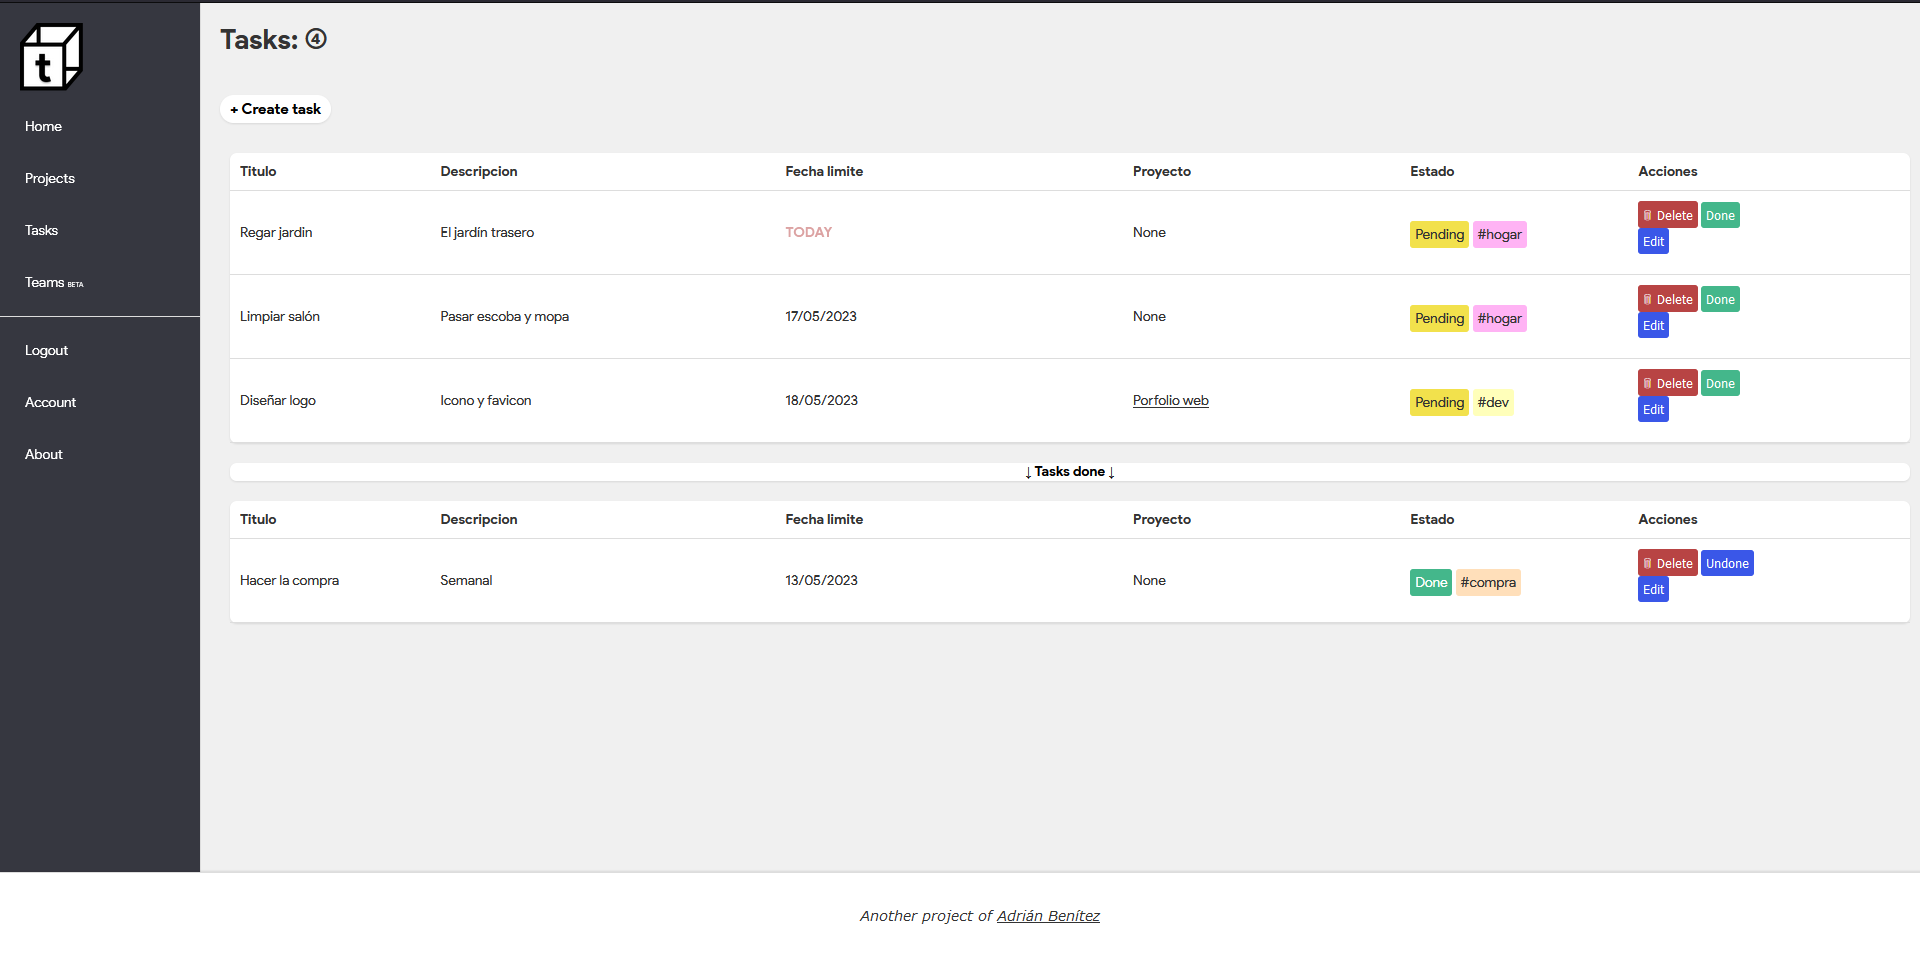 t
Home
Projects
Tasks
Teams BETA
Logout
Account
About
Tasks: ④
+ Create task
Titulo Descripcion Fecha limite Proyecto Estado Acciones
Regar jardin El jardín trasero TODAY None Pending #hogar Delete Done
Edit
Limpiar salón Pasar escoba y mopa 17/05/2023 None Pending #hogar Delete Done
Edit
Diseñar logo Icono y favicon 18/05/2023 Porfolio web Pending #dev Delete Done
Edit
↓ Tasks done ↓
Titulo Descripcion Fecha limite Proyecto Estado Acciones
Hacer la compra Semanal 13/05/2023 None Done #compra Delete Undone
Edit
Another project of Adrián Benítez